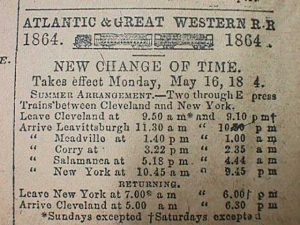 ATLANTIC & GREAT WESTERN R.R
1864. 1864.
E.
NEW CHANGE OF TIME.
Takes effect Monday, May 16, 18 4.
SUMMER ARRANGEMENT.—Two through E press
Trains between Cleveland and New York.
Leave Cleveland at 9.50 a m* and 9.10 p m†
Arrive Leavittsburg 11.30 a m “ p m
“ Meadville at 1.40 p m “ 1.00 a m
“ Corry at 3.22 p m “ 2.35 a m
“ Salamanca at 5.18 p m “ 4.44 a m
“ New York at 10.45 a m “ 9.45 p m
RETURNING.
Leave New York at 7.00* a m “ 6.00† p m
Arrive Cleveland at 5.00 a m “ 6.30 p m
*Sundays excepted †Saturdays excepted